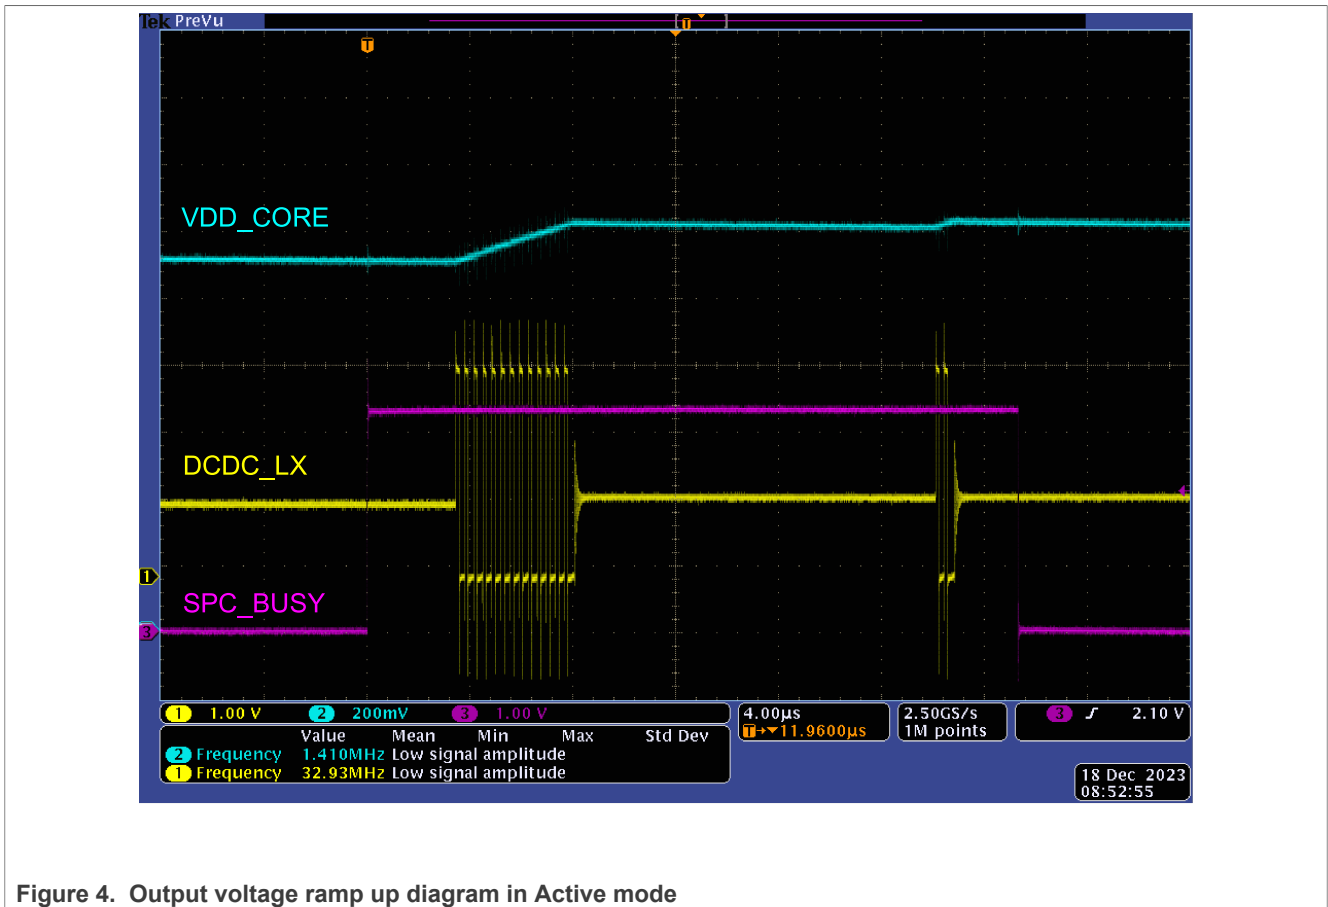 Tek PreVu
T
[ T ]
VDD_CORE
DCDC_LX
1
SPC_BUSY
3
1 1.00 V 2 200mV 3 1.00 V
4.00µs
T→▼11.9600µs
2.50GS/s
1M points
3 ƒ 2.10 V
Value Mean Min Max Std Dev
2 Frequency 1.410MHz Low signal amplitude
1 Frequency 32.93MHz Low signal amplitude
18 Dec 2023
08:52:55
Figure 4. Output voltage ramp up diagram in Active mode